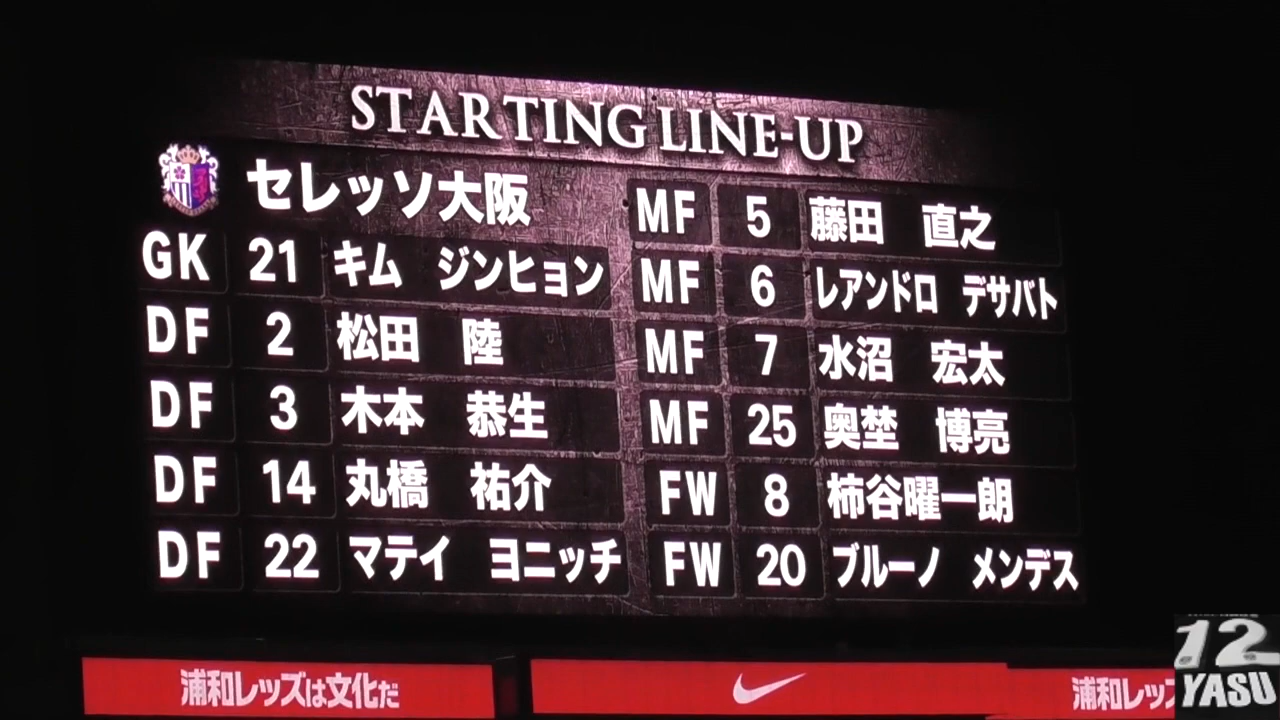 STARTING LINE-UP
セレッソ大阪
GK 21 キム ジンヒョン
DF 2 松田 陸
DF 3 木本 恭生
DF 14 丸橋 祐介
DF 22 マテイ ヨニッチ
MF 5 藤田 直之
MF 6 レアンドロ デサバト
MF 7 水沼 宏太
MF 25 奥埜 博亮
FW 8 柿谷曜一朗
FW 20 ブルーノ メンデス
浦和レッズは文化だ
浦和レッズ
12
YASU